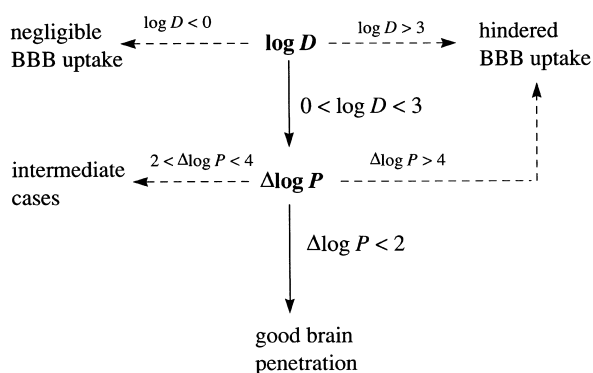 negligible
BBB uptake
log D < 0
log D
log D > 3
hindered
BBB uptake
0 < log D < 3
intermediate
cases
2 < Δlog P < 4
Δlog P
Δlog P > 4
Δlog P < 2
good brain
penetration